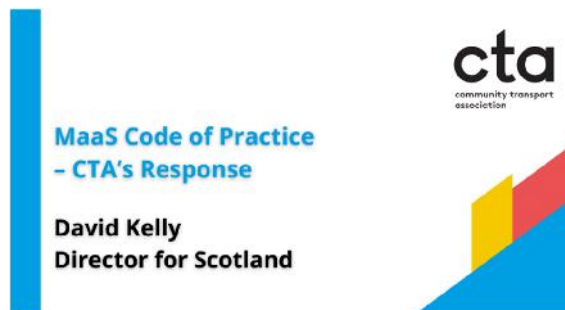 cta
community transport
association
MaaS Code of Practice
– CTA's Response
David Kelly
Director for Scotland